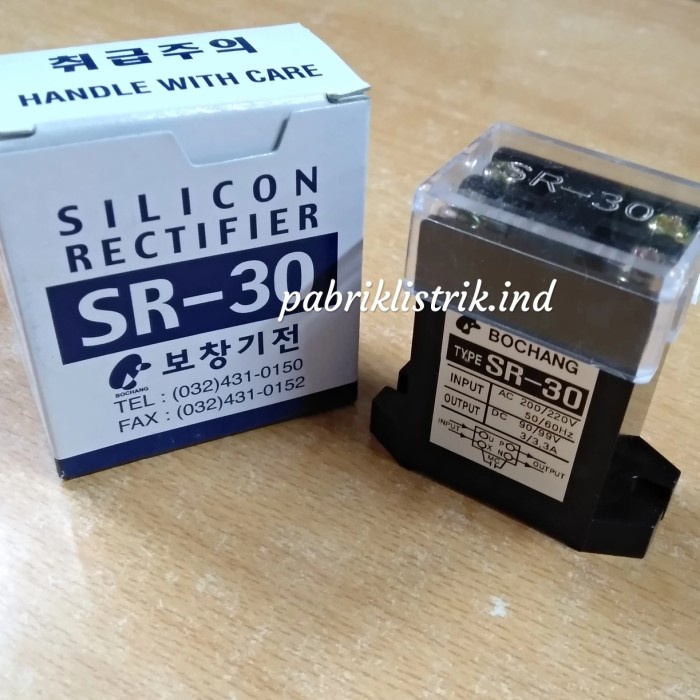 취급주의
HANDLE WITH CARE
SILICON
RECTIFIER
SR-30
BOCHANG
보창기전
TEL : (032)431-0150
FAX : (032)431-0152
pabriklistrik.ind
SR-30
BOCHANG
TYPE SR-30
INPUT AC 200/220V
50/60Hz
OUTPUT DC 90/99V
3/3.3A
INPUT U P
X N OUTPUT
MC